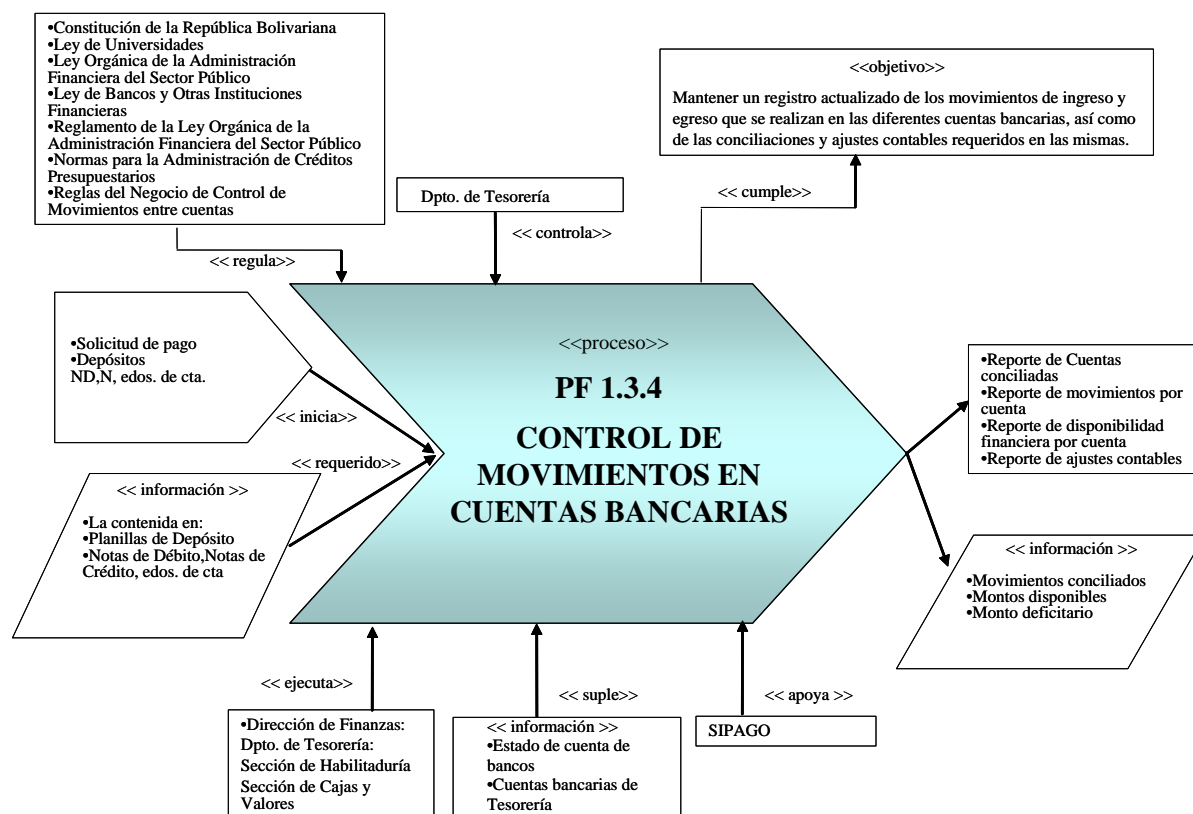 •Constitución de la República Bolivariana
•Ley de Universidades
•Ley Orgánica de la Administración
Financiera del Sector Público
•Ley de Bancos y Otras Instituciones
Financieras
•Reglamento de la Ley Orgánica de la
Administración Financiera del Sector Público
•Normas para la Administración de Créditos
Presupuestarios
•Reglas del Negocio de Control de
Movimientos entre cuentas
<< regula>>
Dpto. de Tesorería
<< controla>>
<<objetivo>>
Mantener un registro actualizado de los movimientos de ingreso y
egreso que se realizan en las diferentes cuentas bancarias, así como
de las conciliaciones y ajustes contables requeridos en las mismas.
<< cumple>>
•Solicitud de pago
•Depósitos
ND,N, edos. de cta.
<< inicia>>
<< requerido>>
<< información >>
•La contenida en:
•Planillas de Depósito
•Notas de Débito,Notas de
Crédito, edos. de cta
<<proceso>>
PF 1.3.4
CONTROL DE
MOVIMIENTOS EN
CUENTAS BANCARIAS
•Reporte de Cuentas
conciliadas
•Reporte de movimientos por
cuenta
•Reporte de disponibilidad
financiera por cuenta
•Reporte de ajustes contables
<< información >>
•Movimientos conciliados
•Montos disponibles
•Monto deficitario
<< ejecuta>>
•Dirección de Finanzas:
Dpto. de Tesorería:
Sección de Habilitaduría
Sección de Cajas y
Valores
<< suple>>
<< información >>
•Estado de cuenta de
bancos
•Cuentas bancarias de
Tesorería
<< apoya >>
SIPAGO